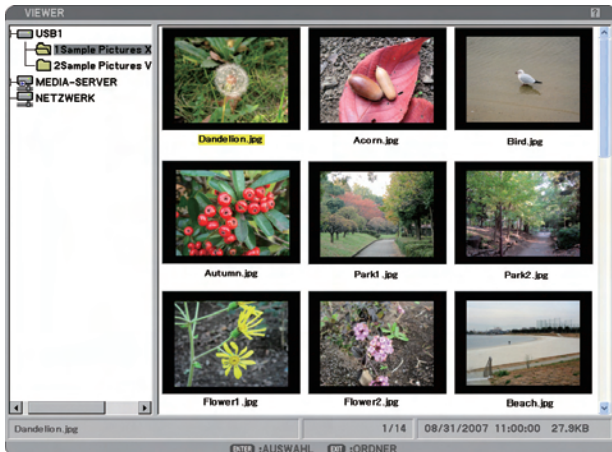 VIEWER ?
USB1
1Sample Pictures X
2Sample Pictures V
MEDIA-SERVER
NETZWERK
Dandelion.jpg Acorn.jpg Bird.jpg
Autumn.jpg Park1.jpg Park2.jpg
Flower1.jpg Flower2.jpg Beach.jpg
Dandelion.jpg 1/14 08/31/2007 11:00:00 27.9KB
ENTER :AUSWAHL EXIT :ORDNER